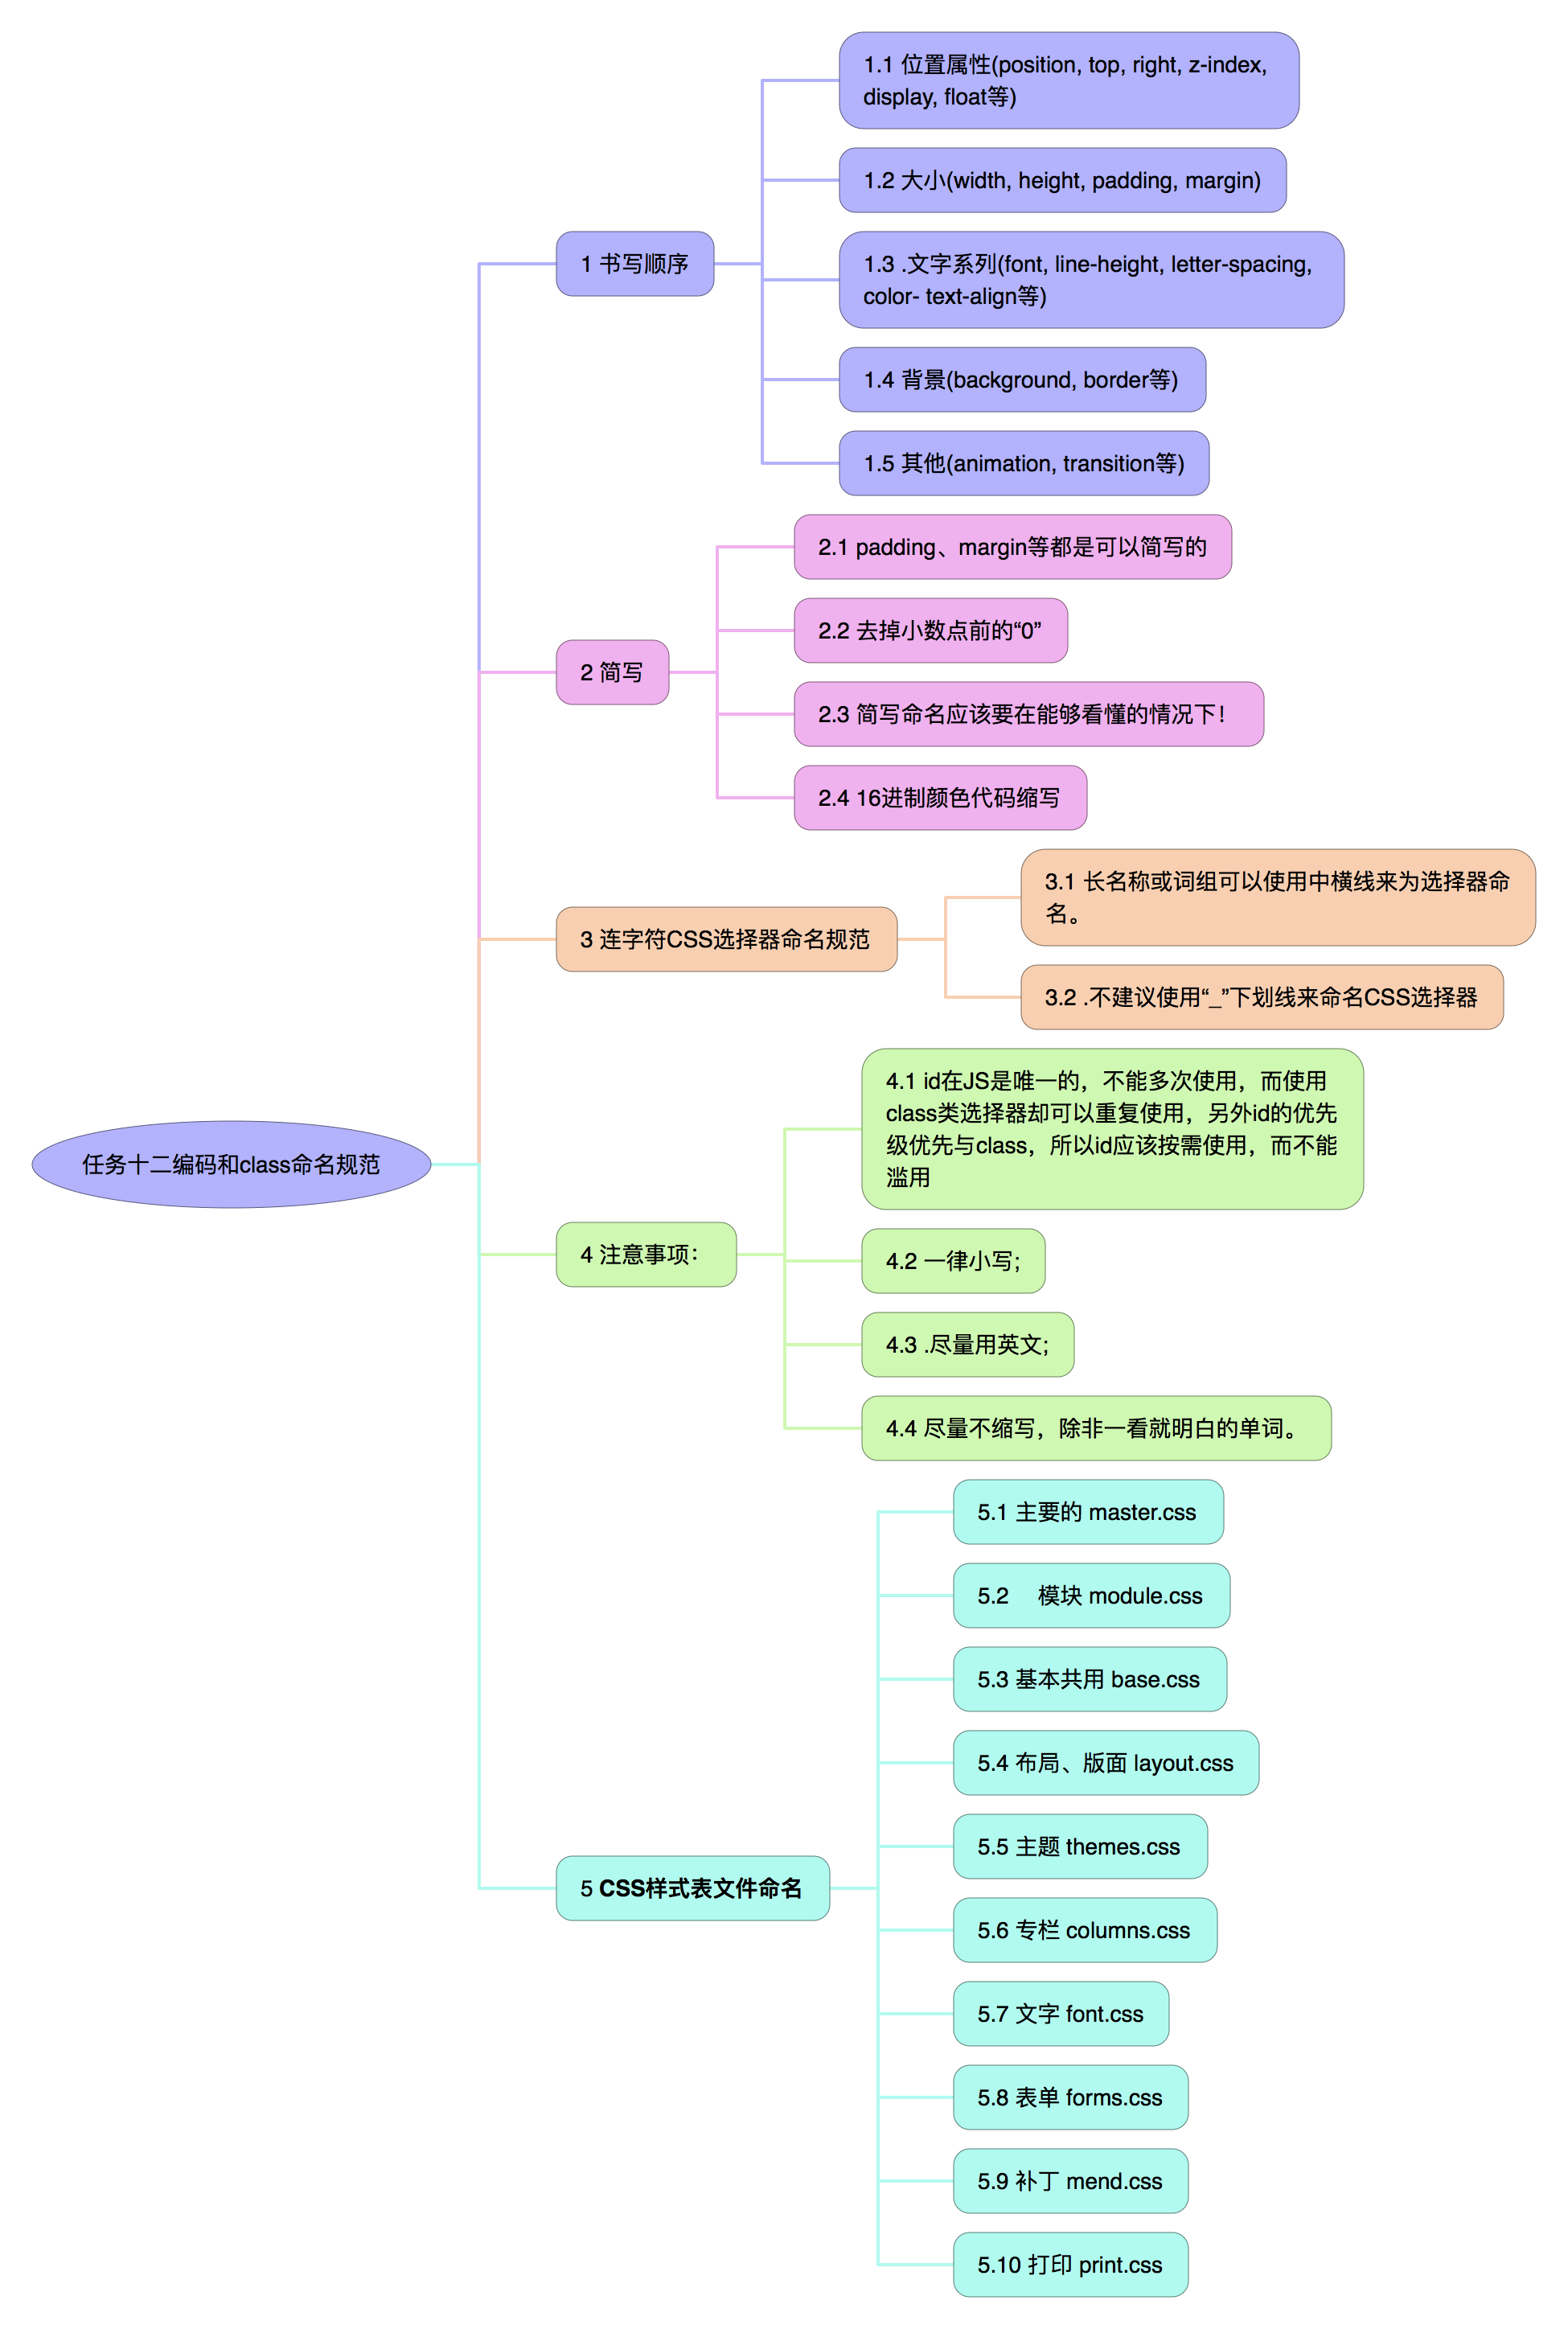 1.1 位置属性(position, top, right, z-index,
display, float等)
1.2 大小(width, height, padding, margin)
1 书写顺序
1.3 .文字系列(font, line-height, letter-spacing,
color- text-align等)
1.4 背景(background, border等)
1.5 其他(animation, transition等)
2.1 padding、margin等都是可以简写的
2.2 去掉小数点前的“0”
2 简写
2.3 简写命名应该要在能够看懂的情况下！
2.4 16进制颜色代码缩写
3.1 长名称或词组可以使用中横线来为选择器命
名。
3 连字符CSS选择器命名规范
3.2 .不建议使用“_”下划线来命名CSS选择器
4.1 id在JS是唯一的，不能多次使用，而使用
class类选择器却可以重复使用，另外id的优先
级优先与class，所以id应该按需使用，而不能
滥用
任务十二编码和class命名规范
4 注意事项：
4.2 一律小写;
4.3 .尽量用英文;
4.4 尽量不缩写，除非一看就明白的单词。
5.1 主要的 master.css
5.2 　模块 module.css
5.3 基本共用 base.css
5.4 布局、版面 layout.css
5.5 主题 themes.css
5 CSS样式表文件命名
5.6 专栏 columns.css
5.7 文字 font.css
5.8 表单 forms.css
5.9 补丁 mend.css
5.10 打印 print.css